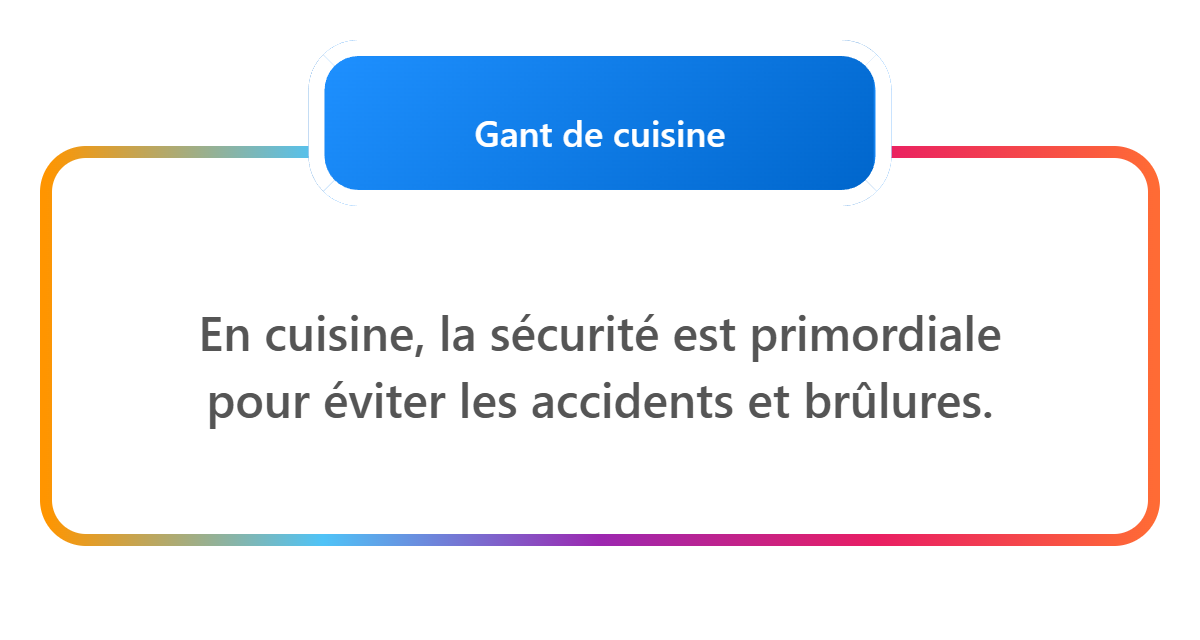 Gant de cuisine
En cuisine, la sécurité est primordiale
pour éviter les accidents et brûlures.